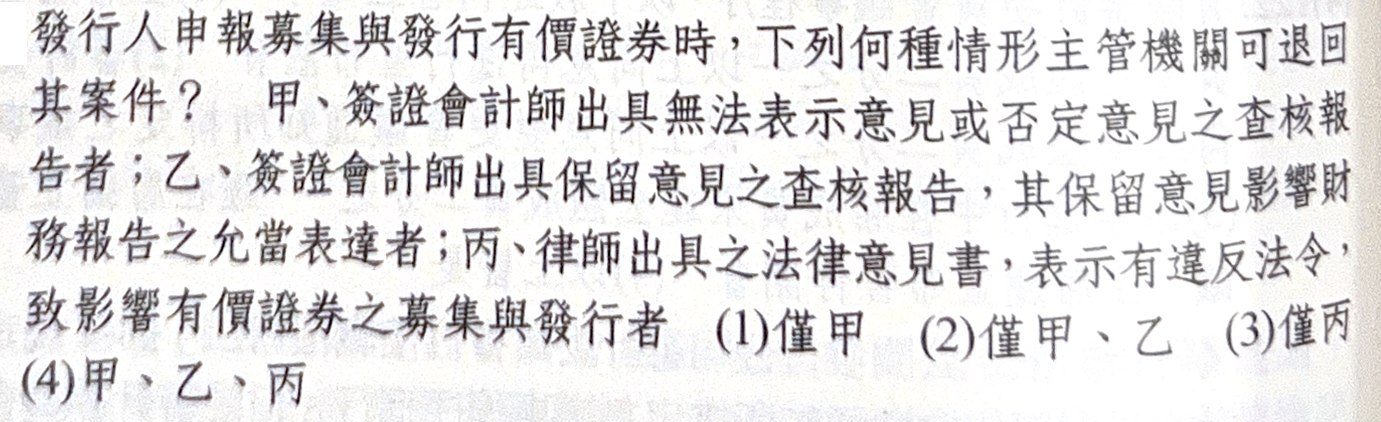 發行人申報募集與發行有價證券時，下列何種情形主管機關可退回
其案件？　甲、簽證會計師出具無法表示意見或否定意見之查核報
告者；乙、簽證會計師出具保留意見之查核報告，其保留意見影響財
務報告之允當表達者；丙、律師出具之法律意見書，表示有違反法令，
致影響有價證券之募集與發行者　(1)僅甲　(2)僅甲、乙　(3)僅丙
(4)甲、乙、丙